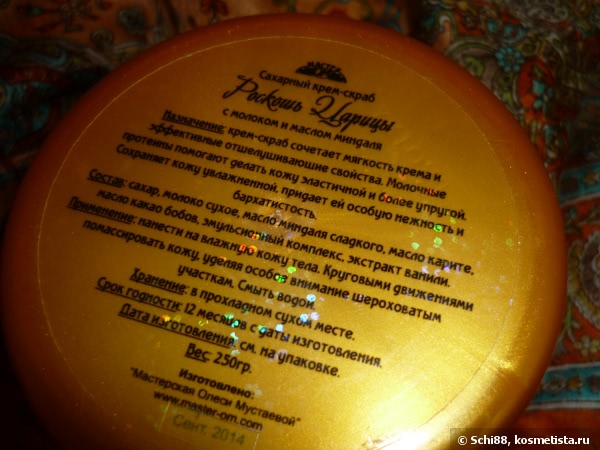 МАСТЕР
Сахарный крем-скраб
"Роскошь Царицы
с молоком и маслом миндаля
Назначение: крем-скраб сочетает мягкость крема и
эффективные отшелушивающие свойства. Молочные
протеины помогают делать кожу эластичной и более упругой.
Сохраняет кожу увлажненной, придает ей особую нежность и
бархатистость.
Состав: сахар, молоко сухое, масло миндаля сладкого, масло карите,
масло какао бобов, эмульсионный комплекс, экстракт ванили.
Применение: нанести на влажную кожу тела. Круговыми движениями
помассировать кожу, уделяя особое внимание шероховатым
участкам. Смыть водой.
Хранение: в прохладном сухом месте.
Срок годности: 12 месяцев с даты изготовления.
Дата изготовления: см. на упаковке.
Вес: 250гр.
Изготовлено:
"Мастерская Олеси Мустаевой"
www.master-om.com
Сент. 2014
© Schi88, kosmetista.ru